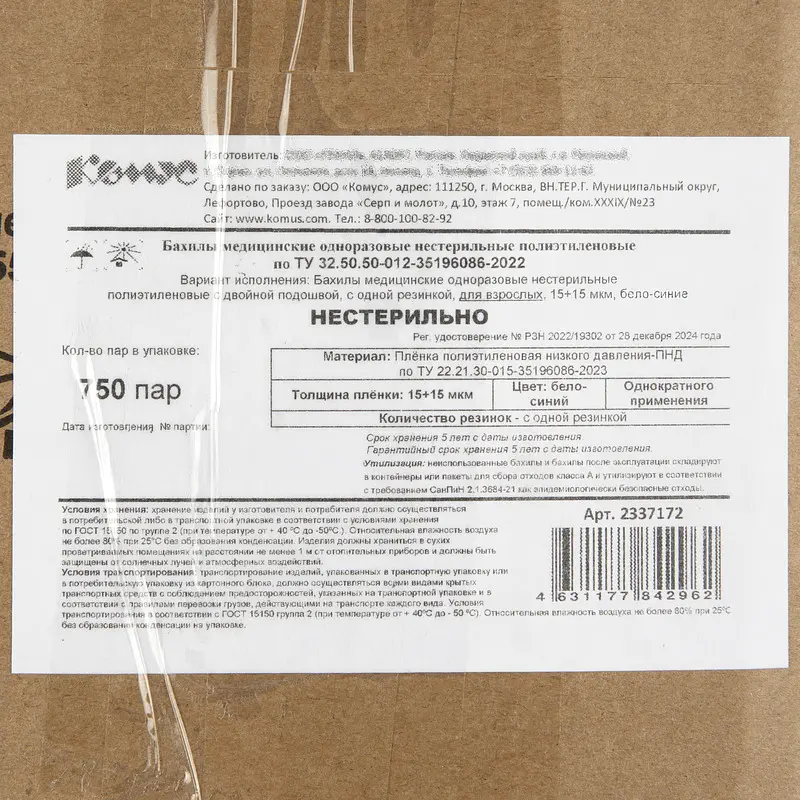 Комус
Изготовитель:
Сделано по заказу: ООО «Комус», адрес: 111250, г. Москва, ВН.ТЕР.Г. Муниципальный округ,
Лефортово, Проезд завода «Серп и молот», д.10, этаж 7, помещ./ком.XXXIX/№23
Сайт: www.komus.com. Тел.: 8-800-100-82-92
Бахилы медицинские одноразовые нестерильные полиэтиленовые
по ТУ 32.50.50-012-35196086-2022
Вариант исполнения: Бахилы медицинские одноразовые нестерильные
полиэтиленовые с двойной подошвой, с одной резинкой, для взрослых, 15+15 мкм, бело-синие
НЕСТЕРИЛЬНО
Рег. удостоверение № РЗН 2022/19302 от 28 декабря 2024 года
Кол-во пар в упаковке:
750 пар
Дата изготовления № партии:
Материал: Плёнка полиэтиленовая низкого давления-ПНД
по ТУ 22.21.30-015-35196086-2023
Толщина плёнки: 15+15 мкм
Цвет: бело-
синий
Однократного
применения
Количество резинок - с одной резинкой
Срок хранения 5 лет с даты изготовления
Гарантийный срок хранения 5 лет с даты изготовления.
Утилизация: неиспользованные бахилы и бахилы после эксплуатации складируют
в контейнеры или пакеты для сбора отходов класса А и утилизируют в соответствии
с требованием СанПиН 2.1.3684-21 как эпидемиологически безопасные отходы.
Условия хранения: хранение изделий у изготовителя и потребителя должно осуществляться
в потребительской либо в транспортной упаковке в соответствии с условиями хранения
по ГОСТ 15150 по группе 2 (при температуре от + 40 ºС до -50ºС.). Относительная влажность воздуха
не более 80% при 25°С без образования конденсации. Изделия должны храниться в сухих
проветриваемых помещениях на расстоянии не менее 1 м от отопительных приборов и должны быть
защищены от солнечных лучей и атмосферных воздействий.
Условия транспортирования: транспортирование изделий, упакованных в транспортную упаковку или
в потребительскую упаковку из картонного блока, должно осуществляться всеми видами крытых
транспортных средств с соблюдением предосторожностей, указанных на транспортной упаковке и в
соответствии с правилами перевозки грузов, действующими на транспорте каждого вида. Условия
транспортирования в соответствии с ГОСТ 15150 группа 2 (при температуре от + 40ºС до - 50 ºС). Относительная влажность воздуха не более 80% при 25°С
без образования конденсации на упаковке.
Арт. 2337172
4 631177 842962